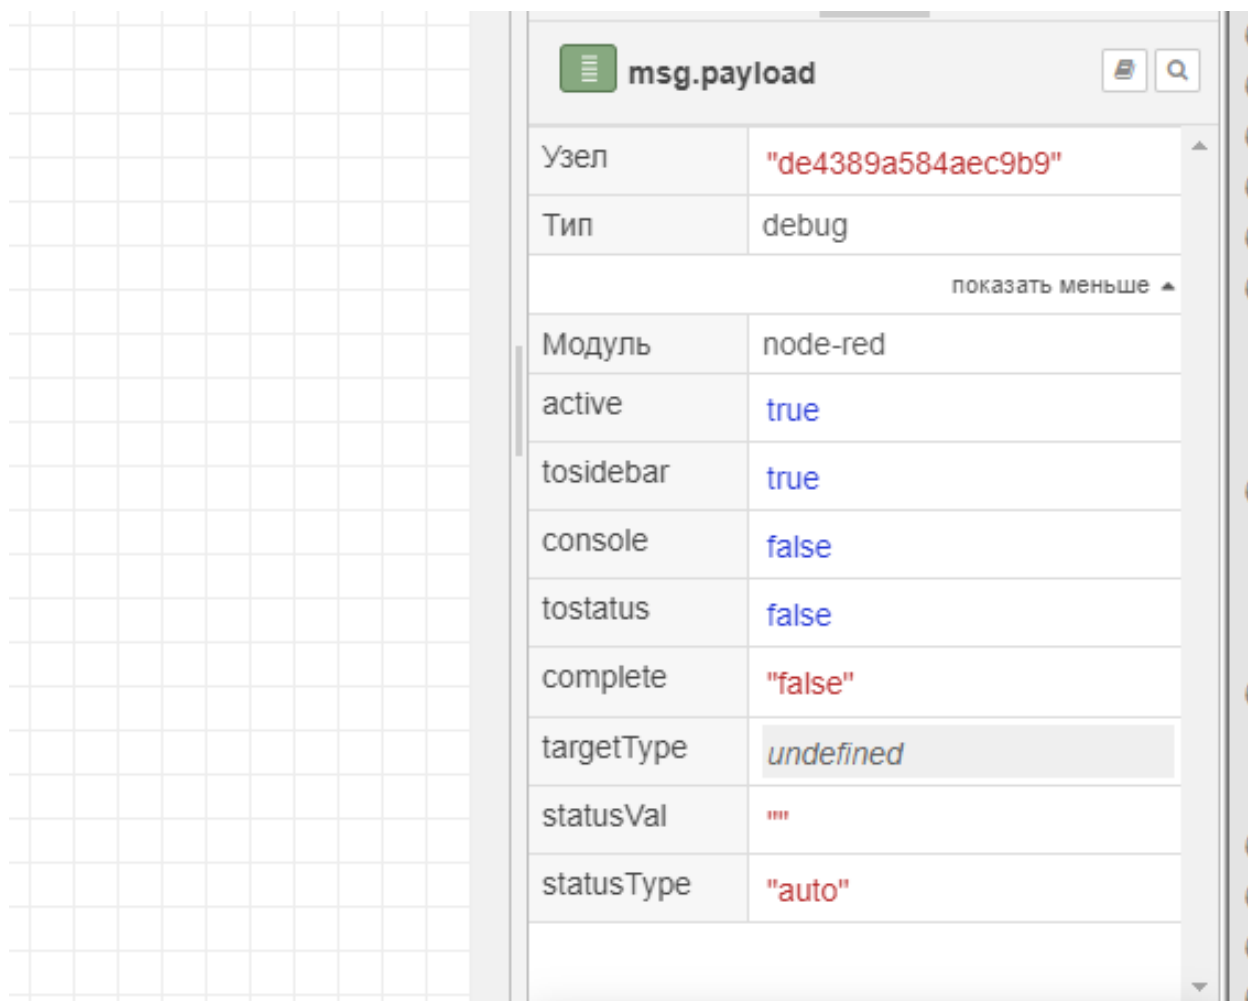 msg.payload
Узел "de4389a584aec9b9"
Тип debug
показать меньше
Модуль node-red
active true
tosidebar true
console false
tostatus false
complete "false"
targetType undefined
statusVal ""
statusType "auto"